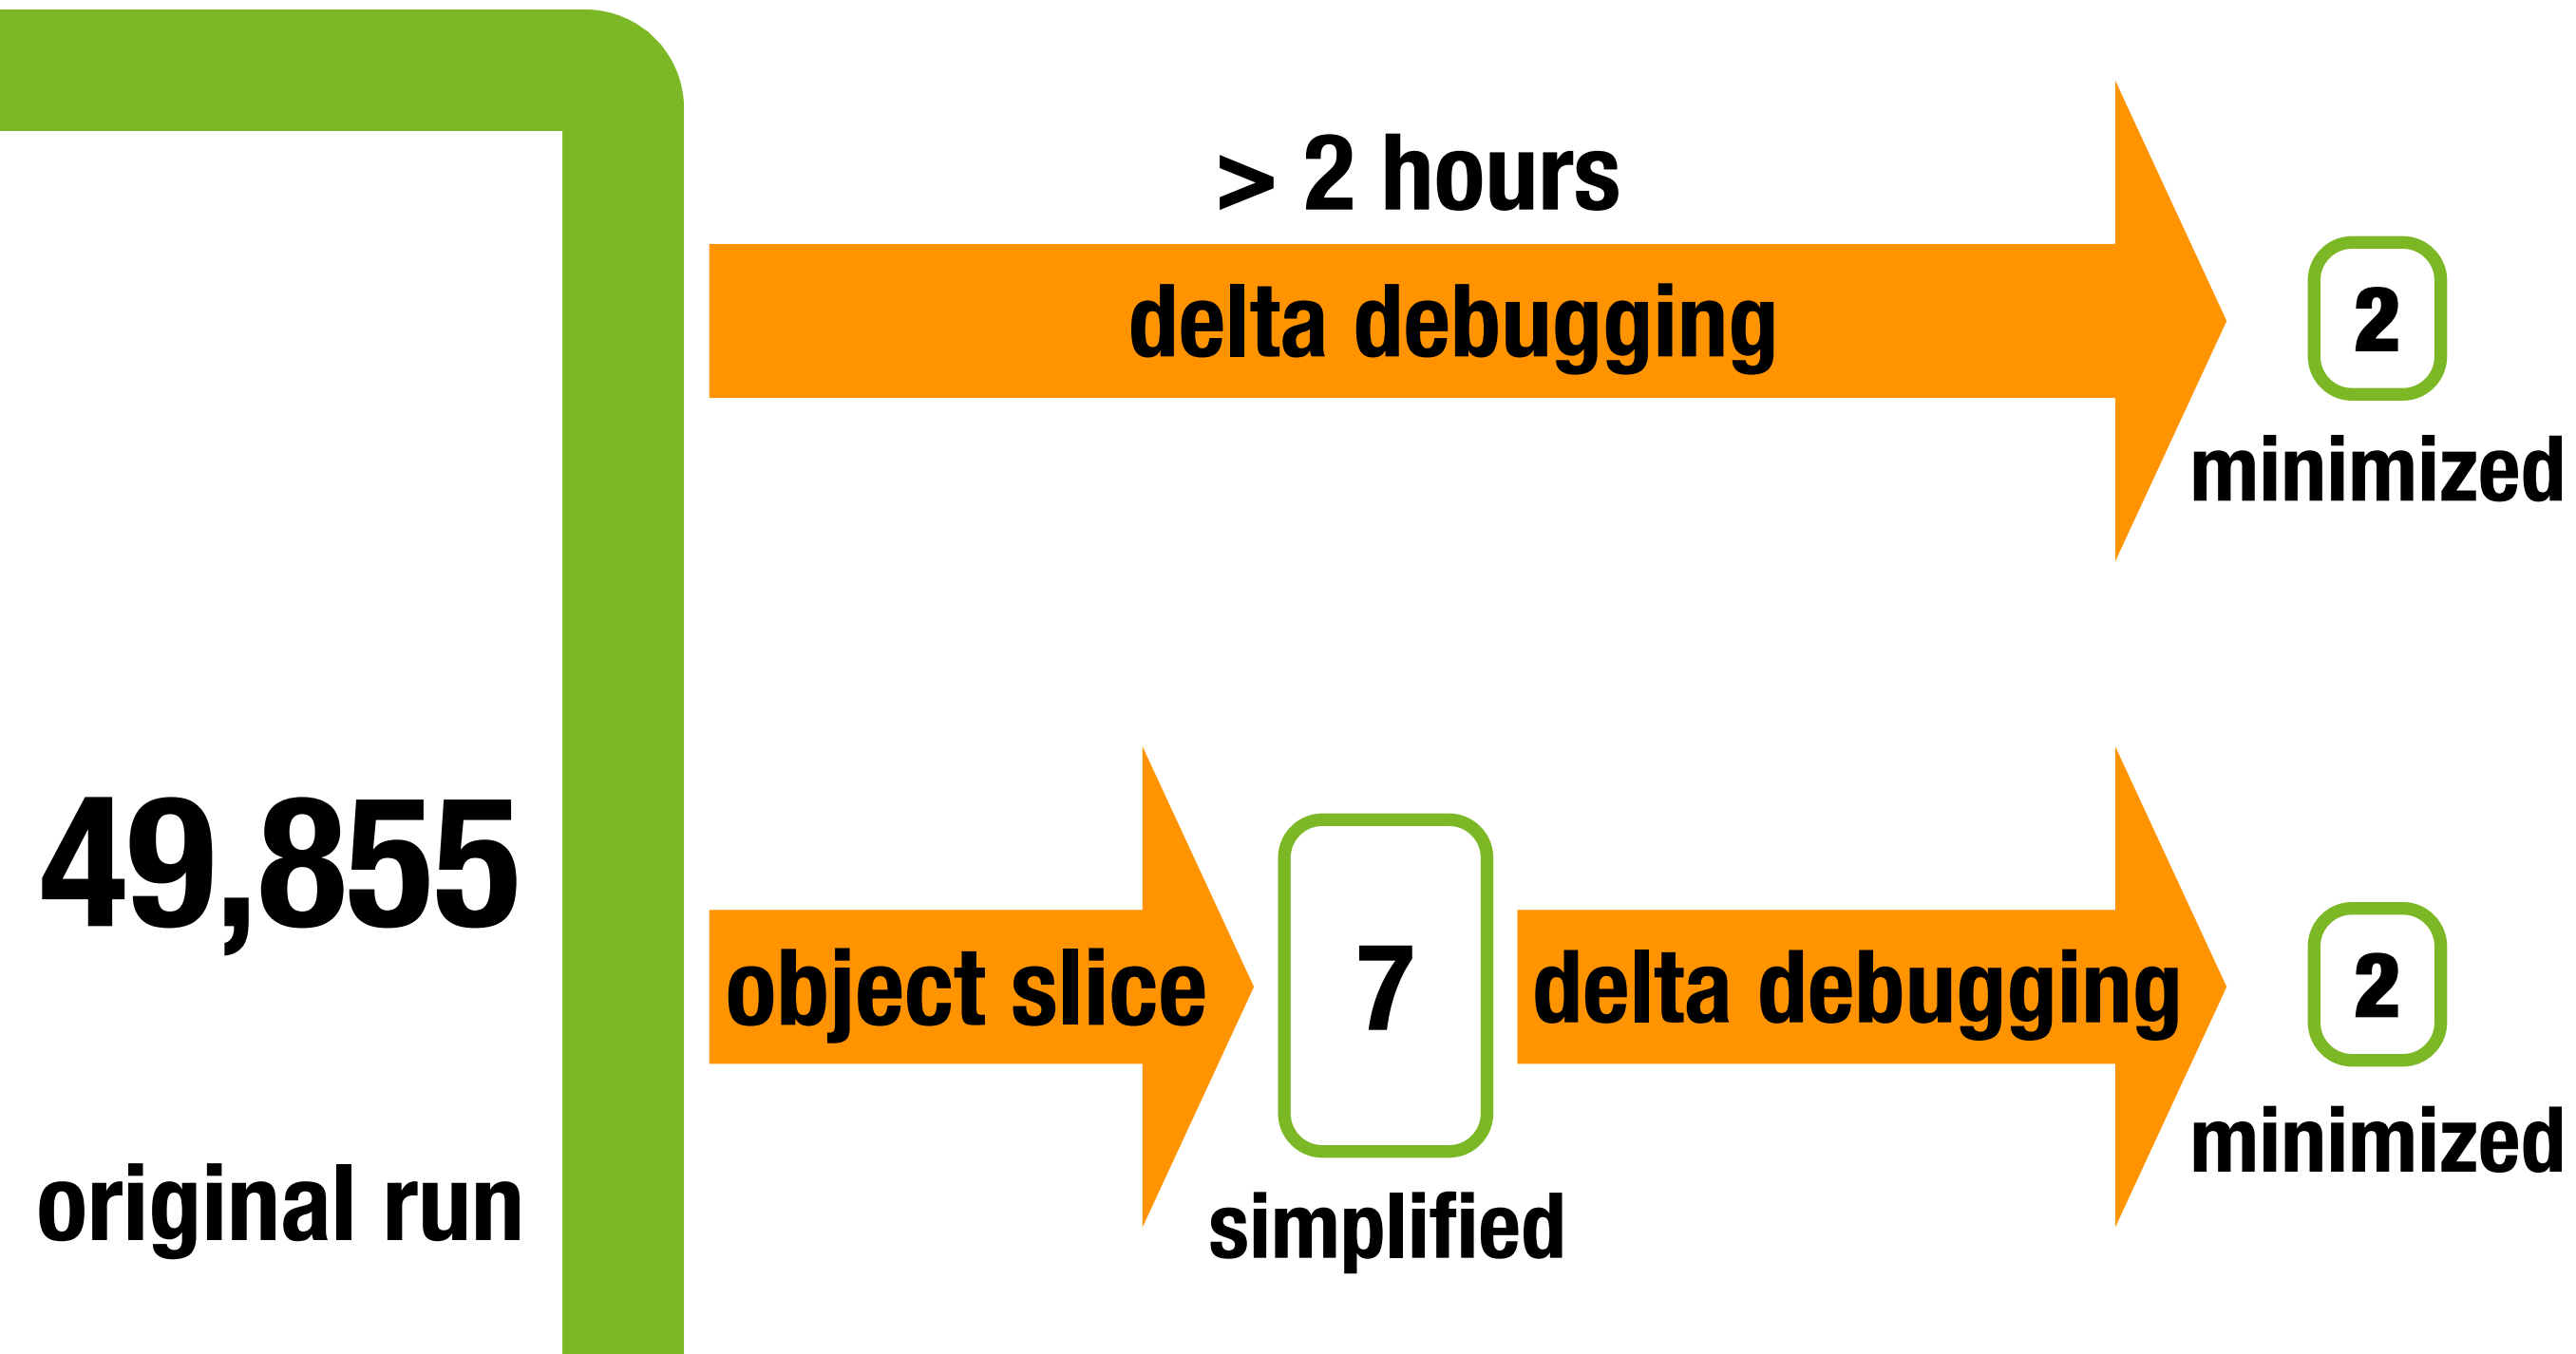 > 2 hours
delta debugging
2
minimized
49,855
original run
object slice
7
simplified
delta debugging
2
minimized